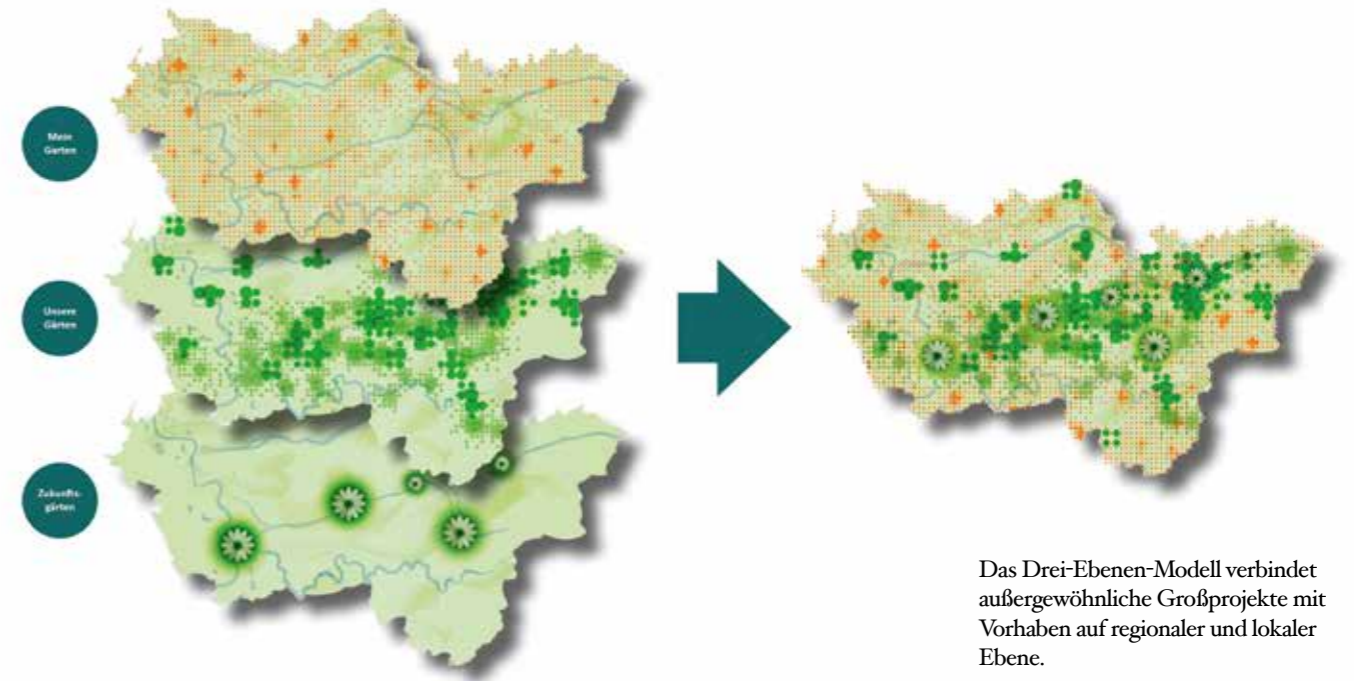 Mein
Garten
Unsere
Gärten
Zukunfts-
gärten
Das Drei-Ebenen-Modell verbindet
außergewöhnliche Großprojekte mit
Vorhaben auf regionaler und lokaler
Ebene.